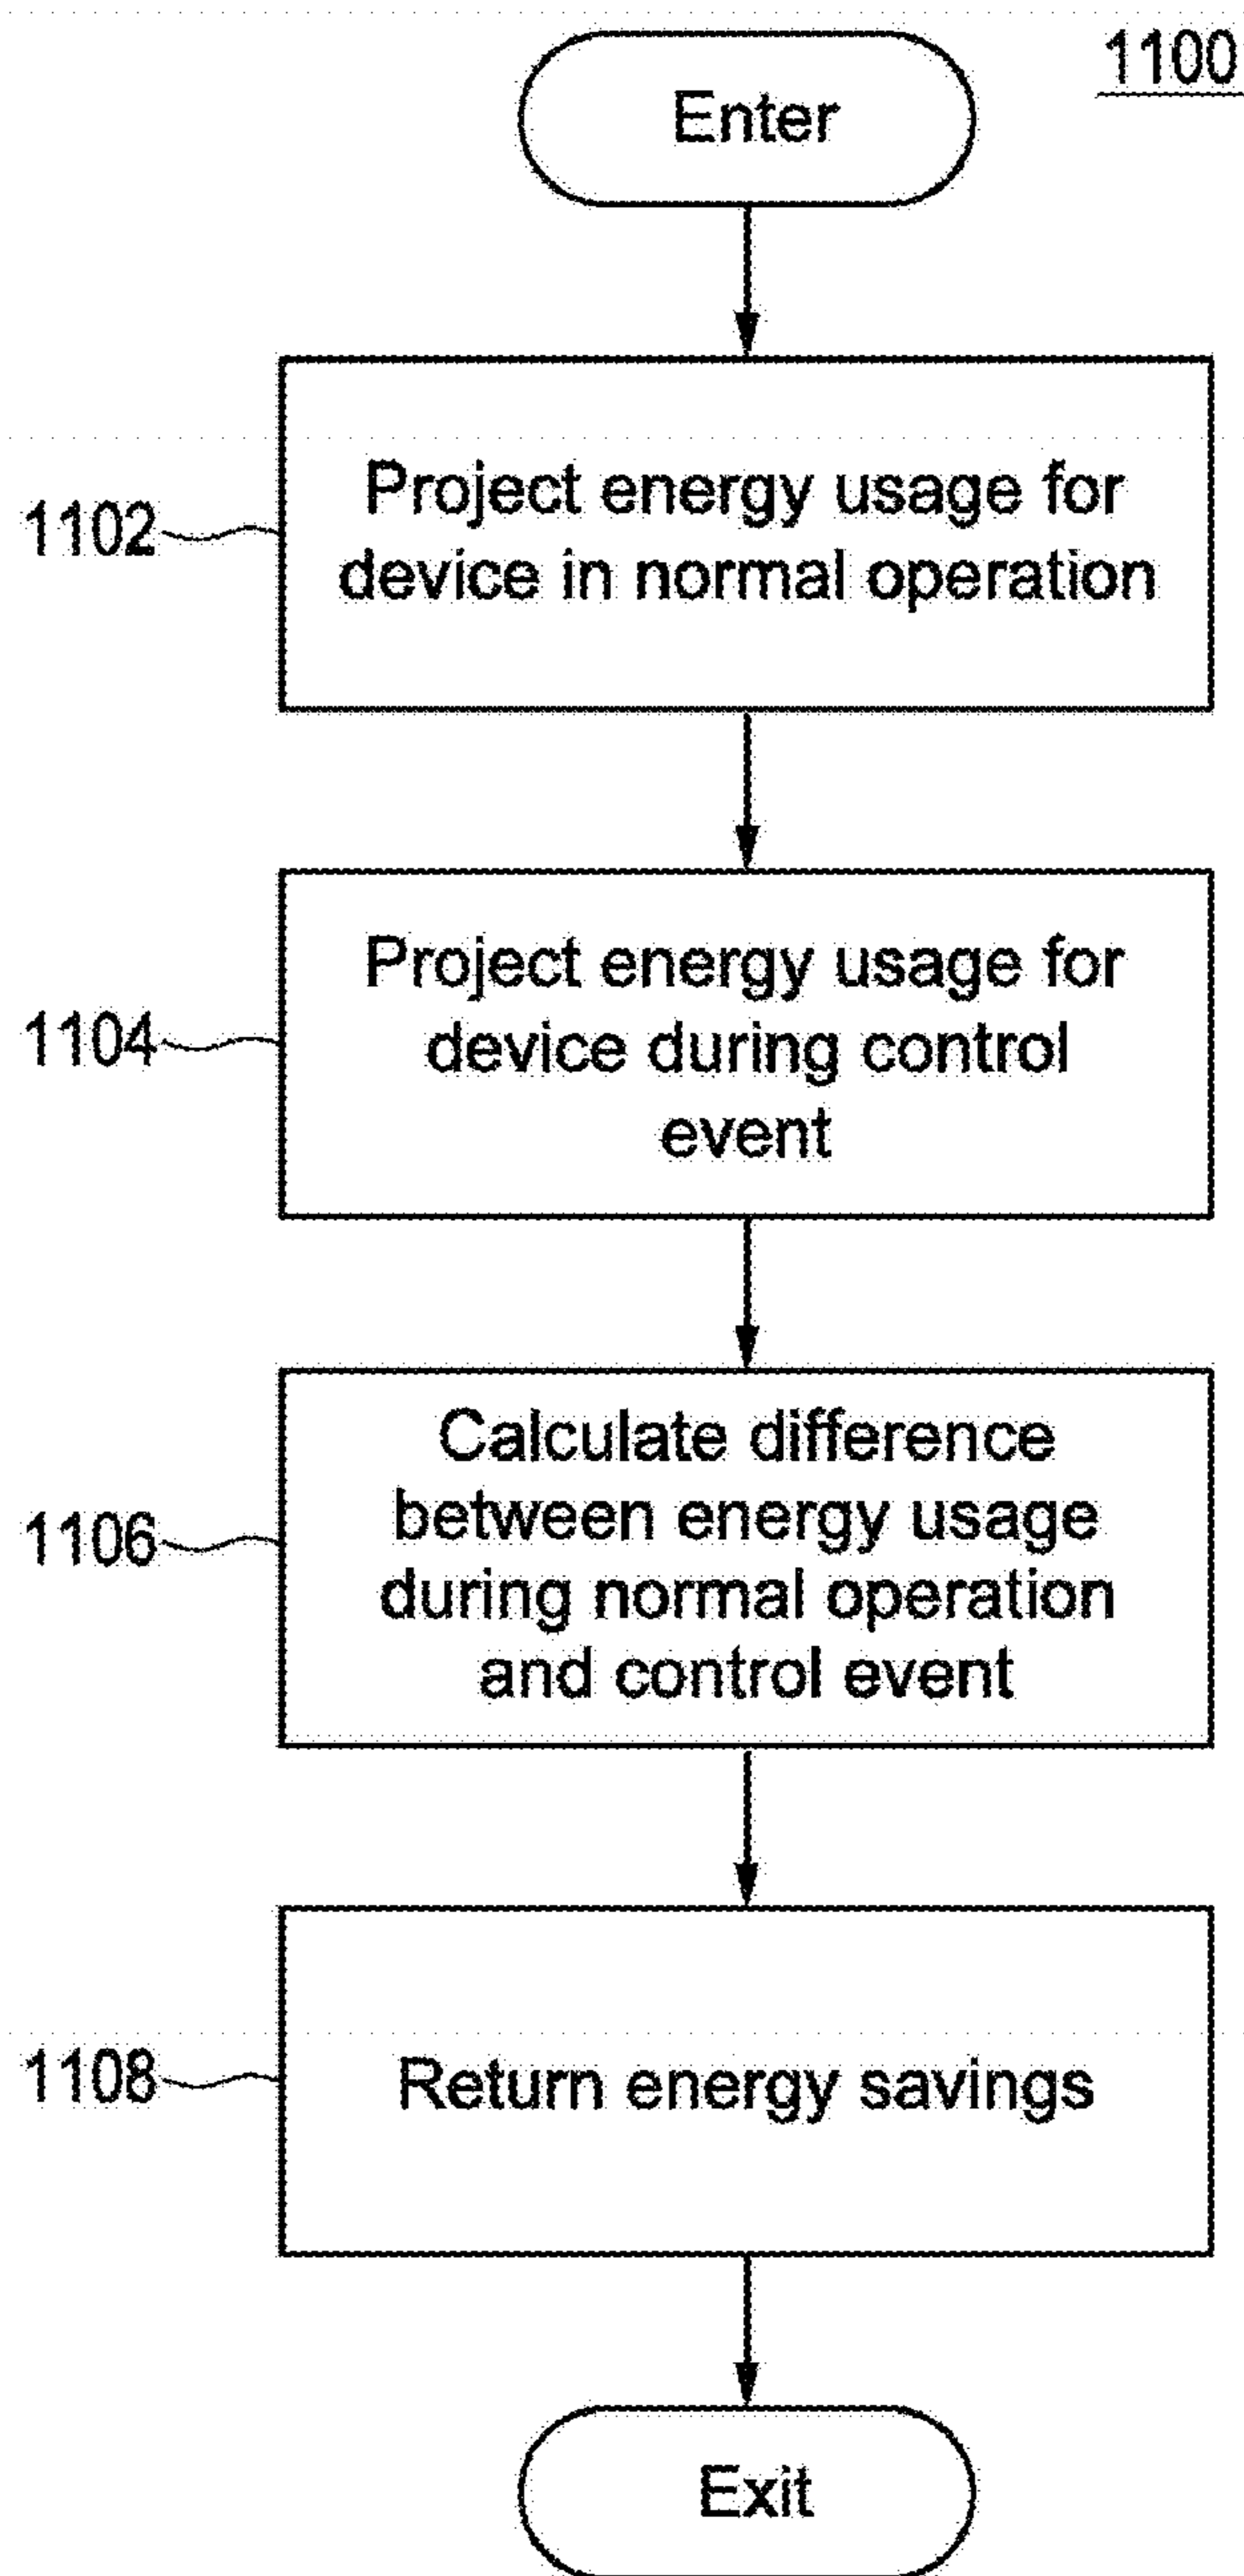 1100
Enter
1102
Project energy usage for
device in normal operation
1104
Project energy usage for
device during control
event
1106
Calculate difference
between energy usage
during normal operation
and control event
1108
Return energy savings
Exit